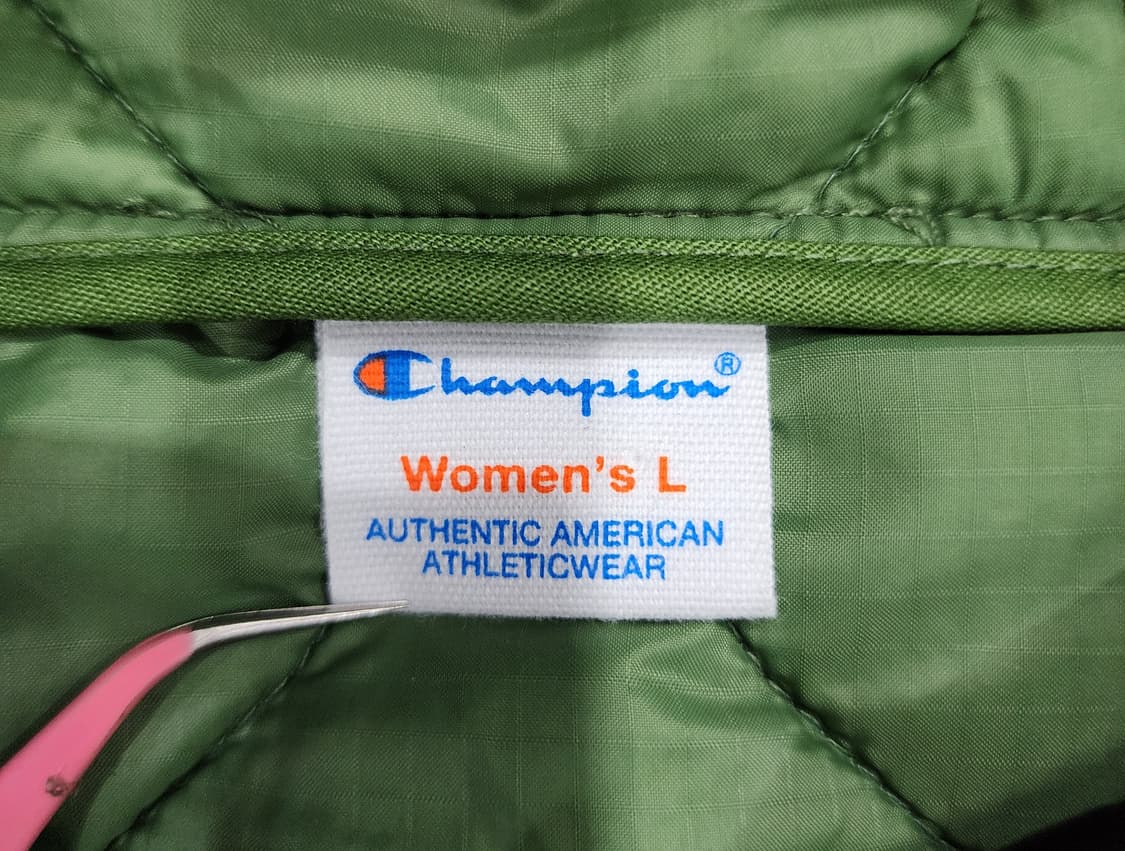 Champion®
Women's L
AUTHENTIC AMERICAN
ATHLETICWEAR